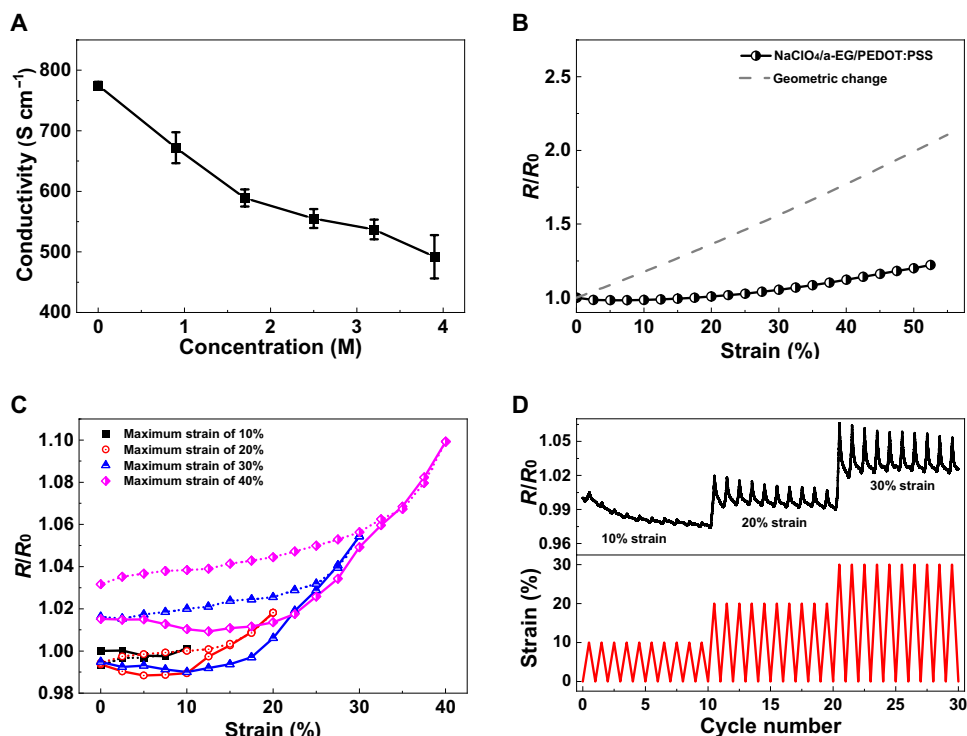 A
Conductivity (S cm⁻¹)
800
700
600
500
400
0
1
2
3
4
Concentration (M)
B
NaClO₄/a-EG/PEDOT:PSS
Geometric change
R/R₀
2.5
2.0
1.5
1.0
0
10
20
30
40
50
Strain (%)
C
Maximum strain of 10%
Maximum strain of 20%
Maximum strain of 30%
Maximum strain of 40%
R/R₀
1.10
1.08
1.06
1.04
1.02
1.00
0.98
0
10
20
30
40
Strain (%)
D
R/R₀
1.05
1.02
0.99
0.96
10% strain
20% strain
30% strain
Strain (%)
30
20
10
0
0
5
10
15
20
25
30
Cycle number